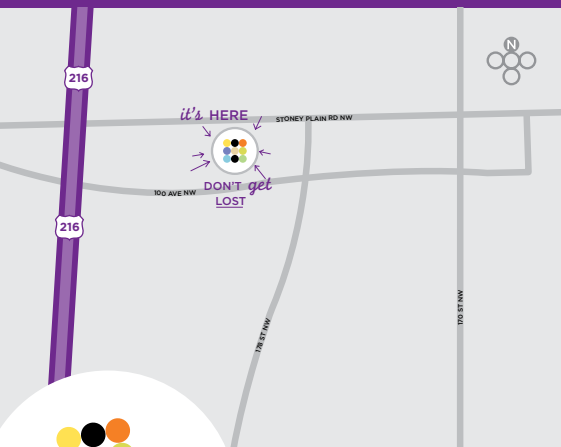 N
216
it's HERE
STONEY PLAIN RD NW
DON'T get
LOST
100 AVE NW
216
170 ST NW
178 ST NW